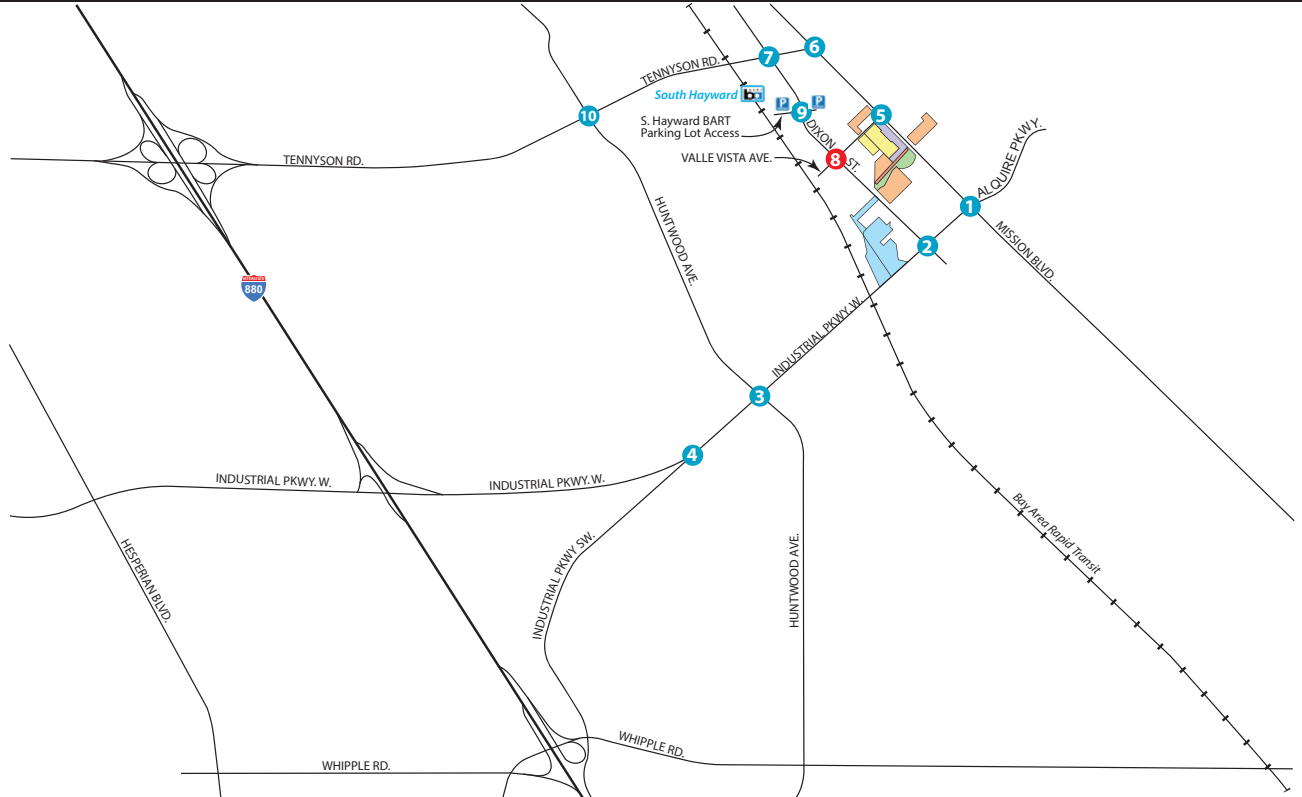 6
7
TENNYSON RD.
South Hayward
P
P
9
5
10
S. Hayward BART
Parking Lot Access
DIXON ST.
VALLE VISTA AVE.
8
TENNYSON RD.
ALQUIRE PKWY.
1
HUNTWOOD AVE.
MISSION BLVD.
2
880
INDUSTRIAL PKWY. W.
3
4
INDUSTRIAL PKWY. W.
INDUSTRIAL PKWY. W.
Bay Area Rapid Transit
HESPERIAN BLVD.
INDUSTRIAL PKWY SW.
HUNTWOOD AVE.
WHIPPLE RD.
WHIPPLE RD.